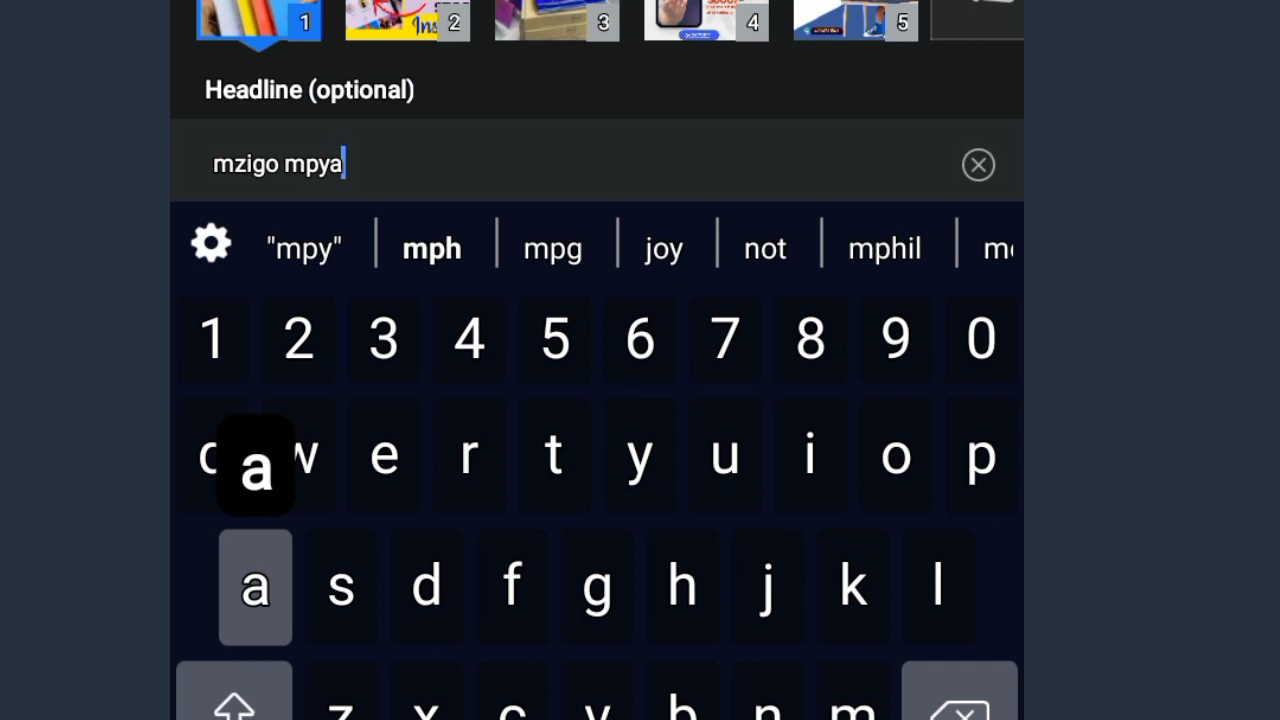 1 2 3 4 5
Headline (optional)
mzigo mpya
"mpy" mph mpg joy not mphil
1 2 3 4 5 6 7 8 9 0
a w e r t y u i o p
a s d f g h j k l
z x c v b n m